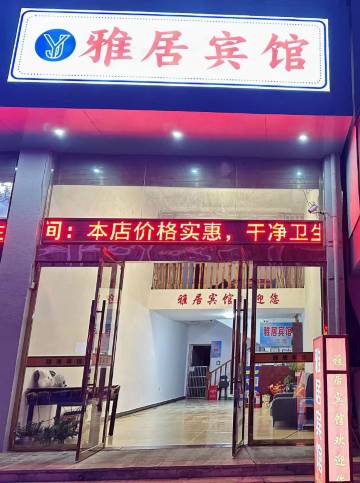 YJ 雅居宾馆
间：本店价格实惠，干净卫生
雅居宾馆欢迎您
雅居宾馆
雅居宾馆欢迎您